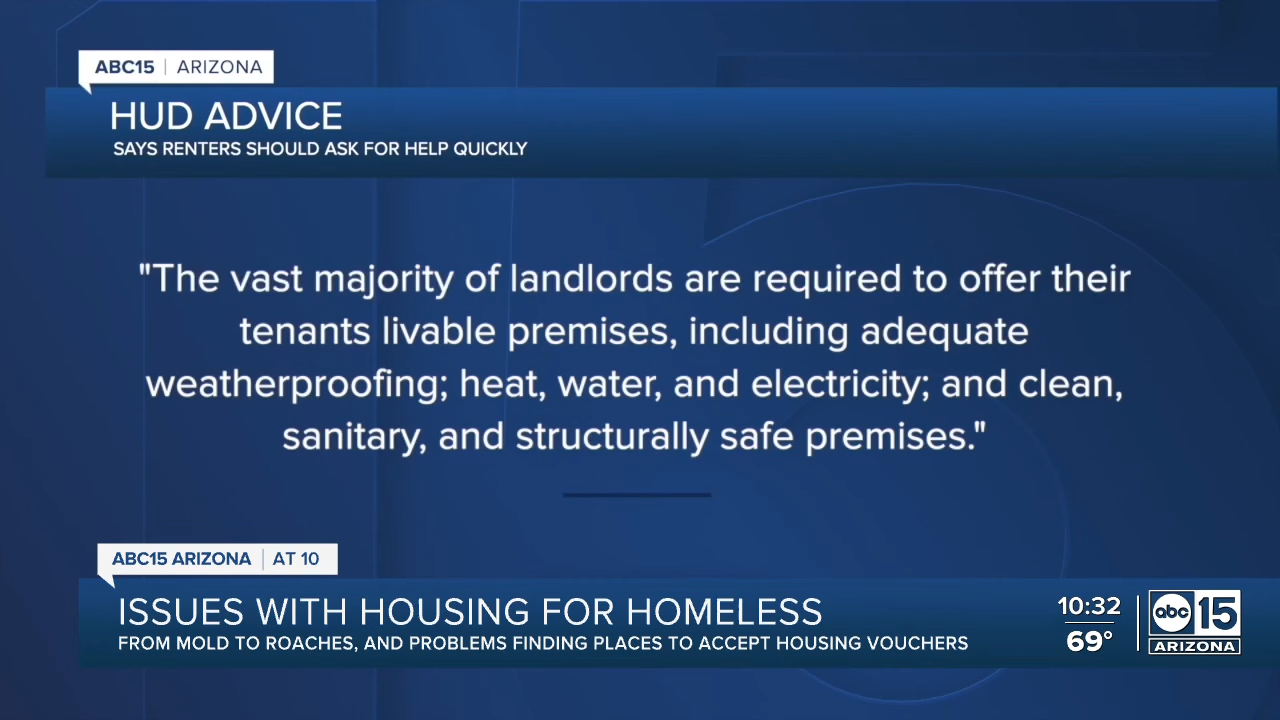 ABC15 | ARIZONA
HUD ADVICE
SAYS RENTERS SHOULD ASK FOR HELP QUICKLY
"The vast majority of landlords are required to offer their
tenants livable premises, including adequate
weatherproofing; heat, water, and electricity; and clean,
sanitary, and structurally safe premises."
ABC15 ARIZONA | AT 10
ISSUES WITH HOUSING FOR HOMELESS
FROM MOLD TO ROACHES, AND PROBLEMS FINDING PLACES TO ACCEPT HOUSING VOUCHERS
10:32
69°
abc 15
ARIZONA